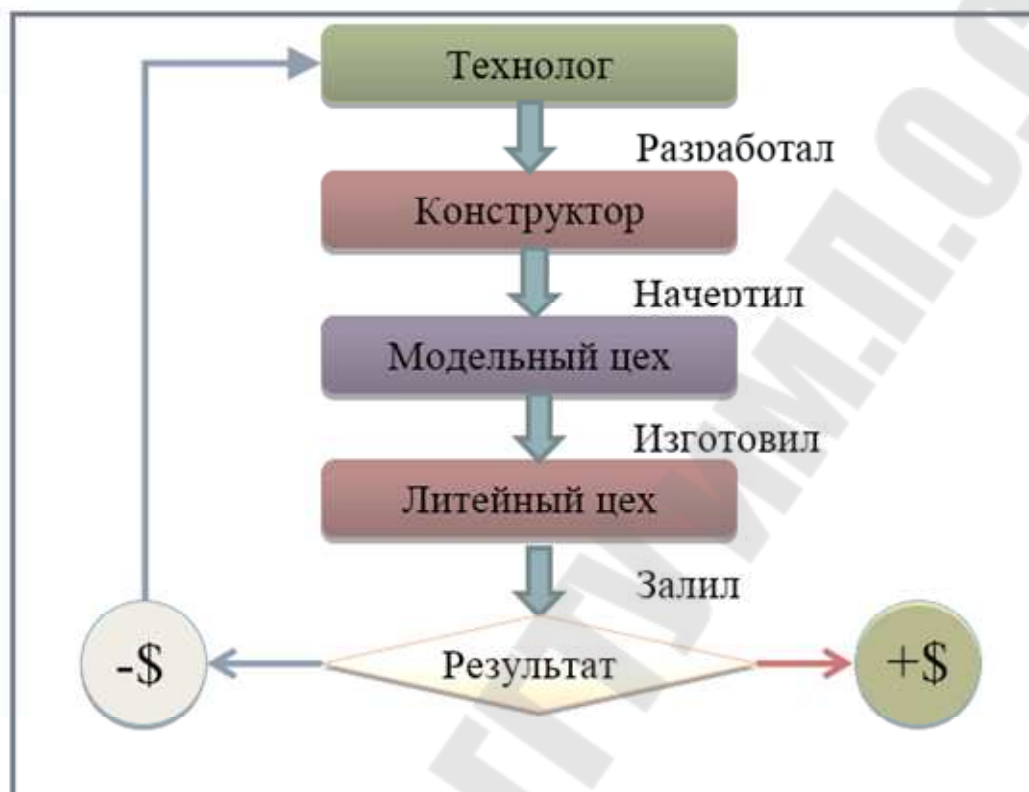 Технолог
Разработал
Конструктор
Начертил
Модельный цех
Изготовил
Литейный цех
Залил
-$
Результат
+$